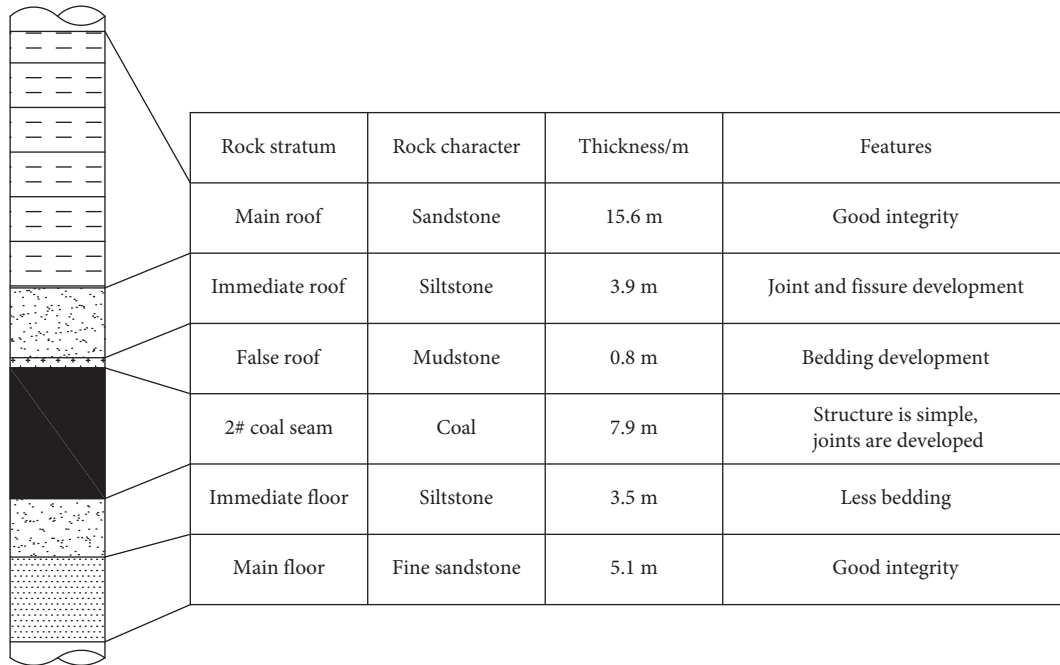 Rock stratum Rock character Thickness/m Features
Main roof Sandstone 15.6 m Good integrity
Immediate roof Siltstone 3.9 m Joint and fissure development
False roof Mudstone 0.8 m Bedding development
2# coal seam Coal 7.9 m Structure is simple,
joints are developed
Immediate floor Siltstone 3.5 m Less bedding
Main floor Fine sandstone 5.1 m Good integrity